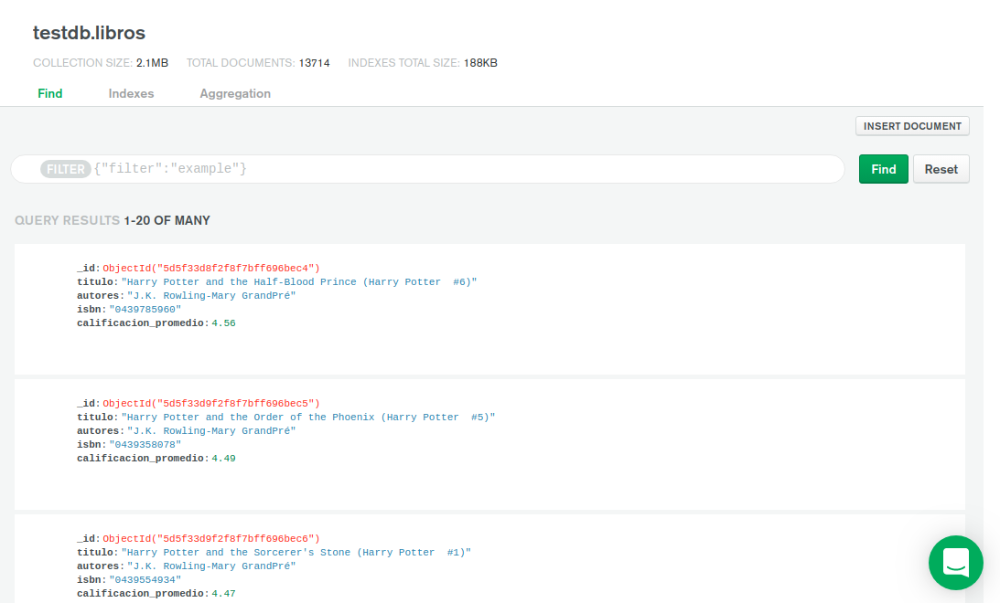 testdb.libros
COLLECTION SIZE: 2.1MB TOTAL DOCUMENTS: 13714 INDEXES TOTAL SIZE: 188KB
Find Indexes Aggregation
INSERT DOCUMENT
FILTER {"filter":"example"} Find Reset
QUERY RESULTS 1-20 OF MANY
_id: ObjectId("5d5f33d8f2f8f7bff696bec4")
titulo: "Harry Potter and the Half-Blood Prince (Harry Potter  #6)"
autores: "J.K. Rowling-Mary GrandPré"
isbn: "0439785960"
calificacion_promedio: 4.56
_id: ObjectId("5d5f33d9f2f8f7bff696bec5")
titulo: "Harry Potter and the Order of the Phoenix (Harry Potter  #5)"
autores: "J.K. Rowling-Mary GrandPré"
isbn: "0439358078"
calificacion_promedio: 4.49
_id: ObjectId("5d5f33d9f2f8f7bff696bec6")
titulo: "Harry Potter and the Sorcerer's Stone (Harry Potter  #1)"
autores: "J.K. Rowling-Mary GrandPré"
isbn: "0439554934"
calificacion_promedio: 4.47